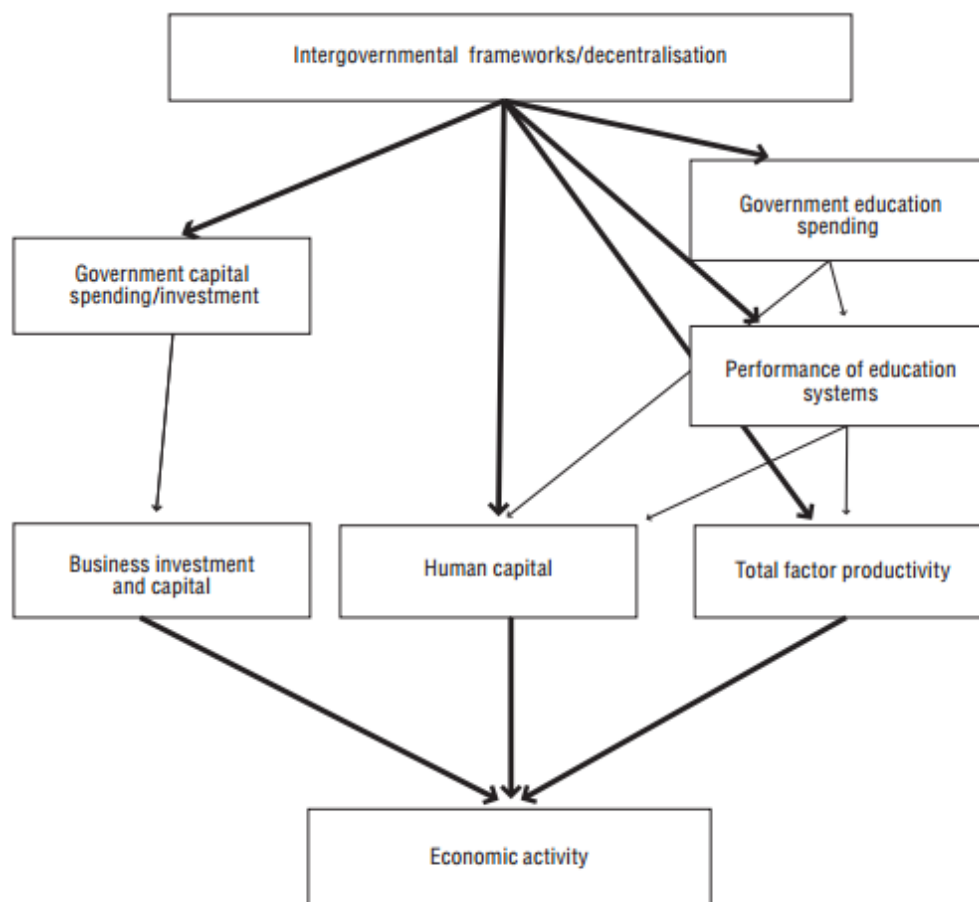 Intergovernmental frameworks/decentralisation
Government education
spending
Government capital
spending/investment
Performance of education
systems
Business investment
and capital
Human capital
Total factor productivity
Economic activity